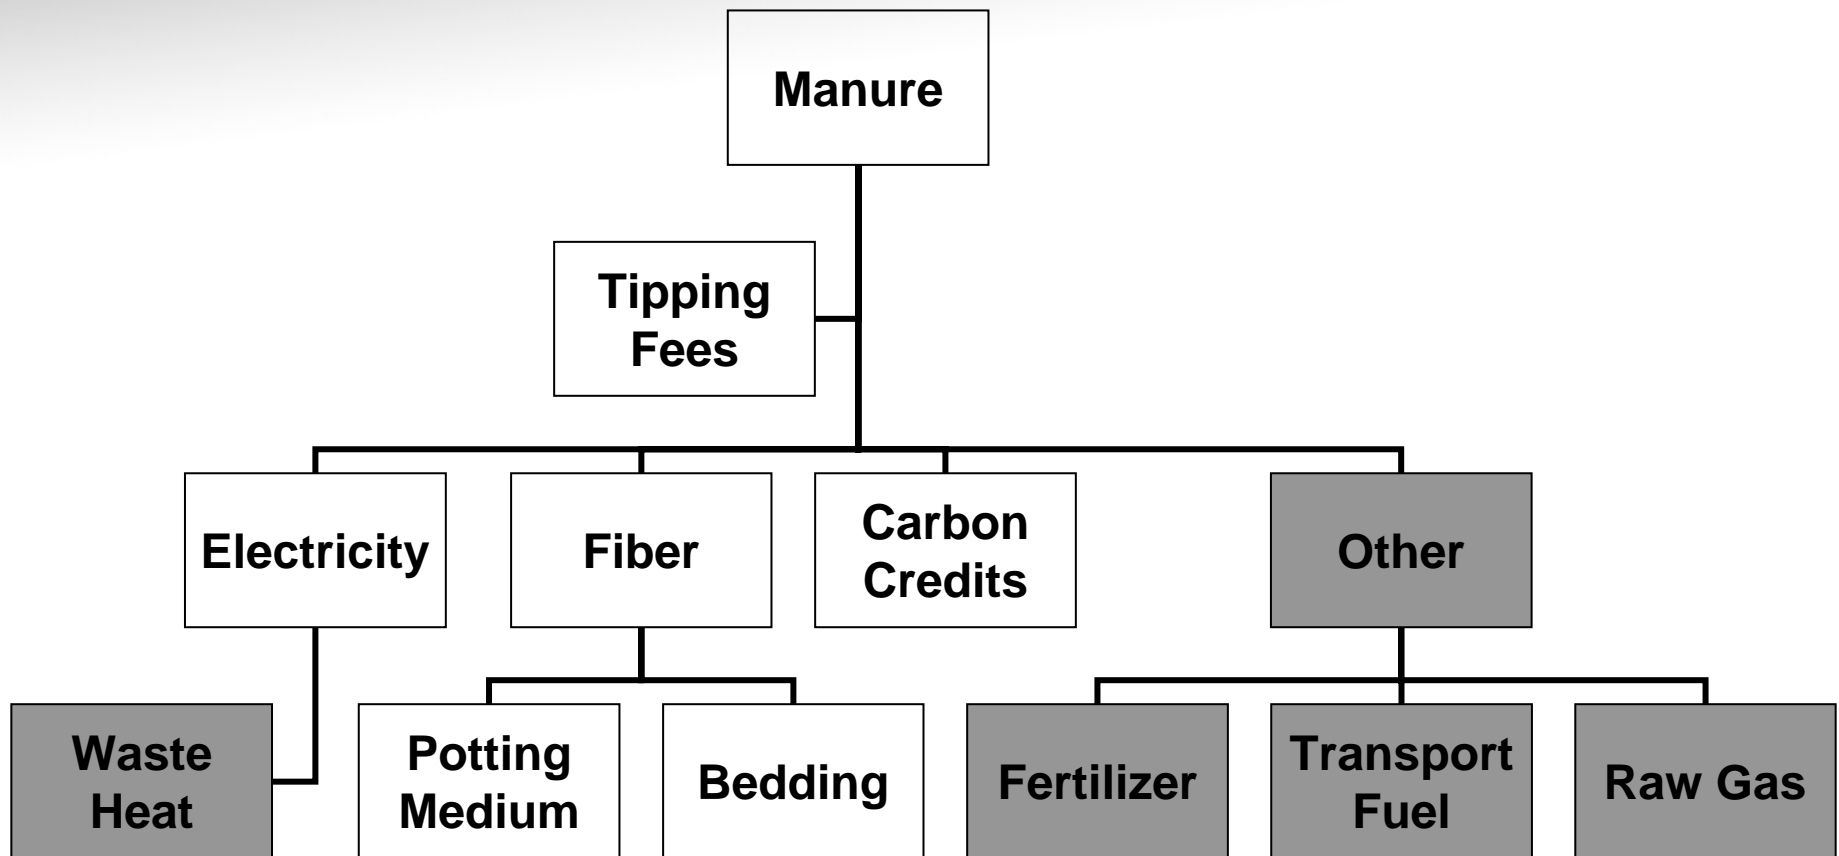 Manure
Tipping
Fees
Electricity
Fiber
Carbon
Credits
Other
Waste
Heat
Potting
Medium
Bedding
Fertilizer
Transport
Fuel
Raw Gas